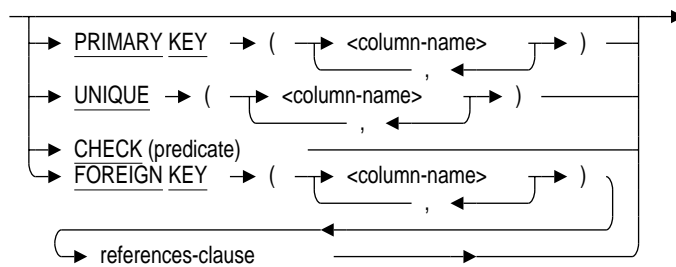 PRIMARY KEY ( <column-name> )
,
UNIQUE ( <column-name> )
,
CHECK (predicate)
FOREIGN KEY ( <column-name> )
,
references-clause